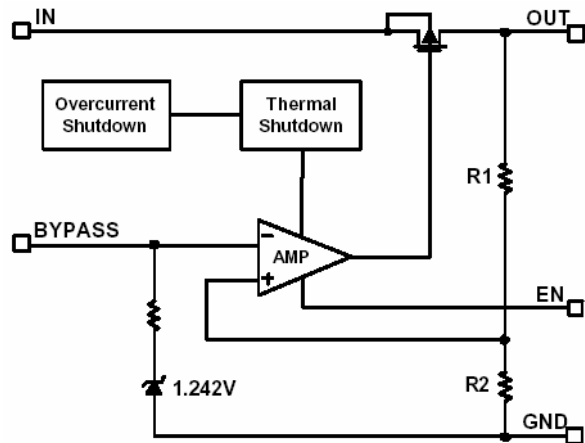 IN
OUT
Overcurrent
Shutdown
Thermal
Shutdown
R1
BYPASS
−
AMP
+
EN
1.242V
R2
GND